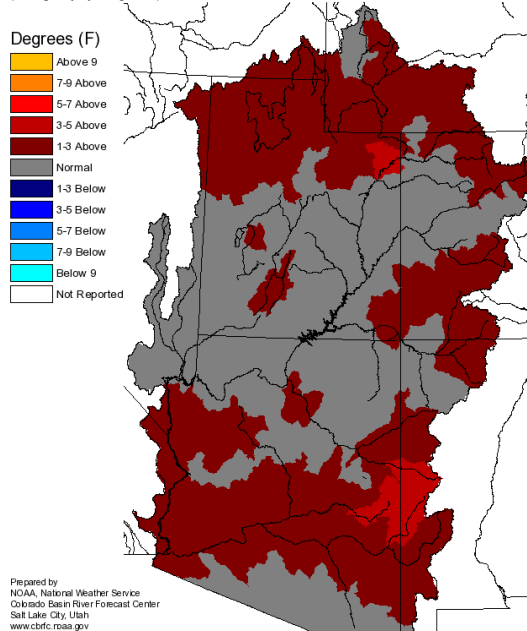 Degrees (F)
Above 9
7-9 Above
5-7 Above
3-5 Above
1-3 Above
Normal
1-3 Below
3-5 Below
5-7 Below
7-9 Below
Below 9
Not Reported
Prepared by
NOAA, National Weather Service
Colorado Basin River Forecast Center
Salt Lake City, Utah
www.cbrfc.noaa.gov